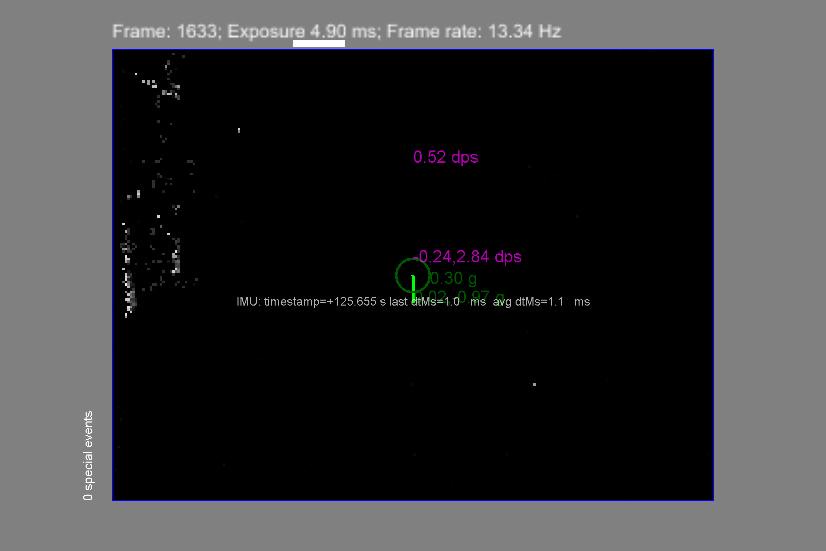 Frame: 1633; Exposure 4.90 ms; Frame rate: 13.34 Hz
0.52 dps
-0.24,2.84 dps
0.30 g
IMU: timestamp=+125.655 s last dtMs=1.0 ms avg dtMs=1.1 ms
0 special events